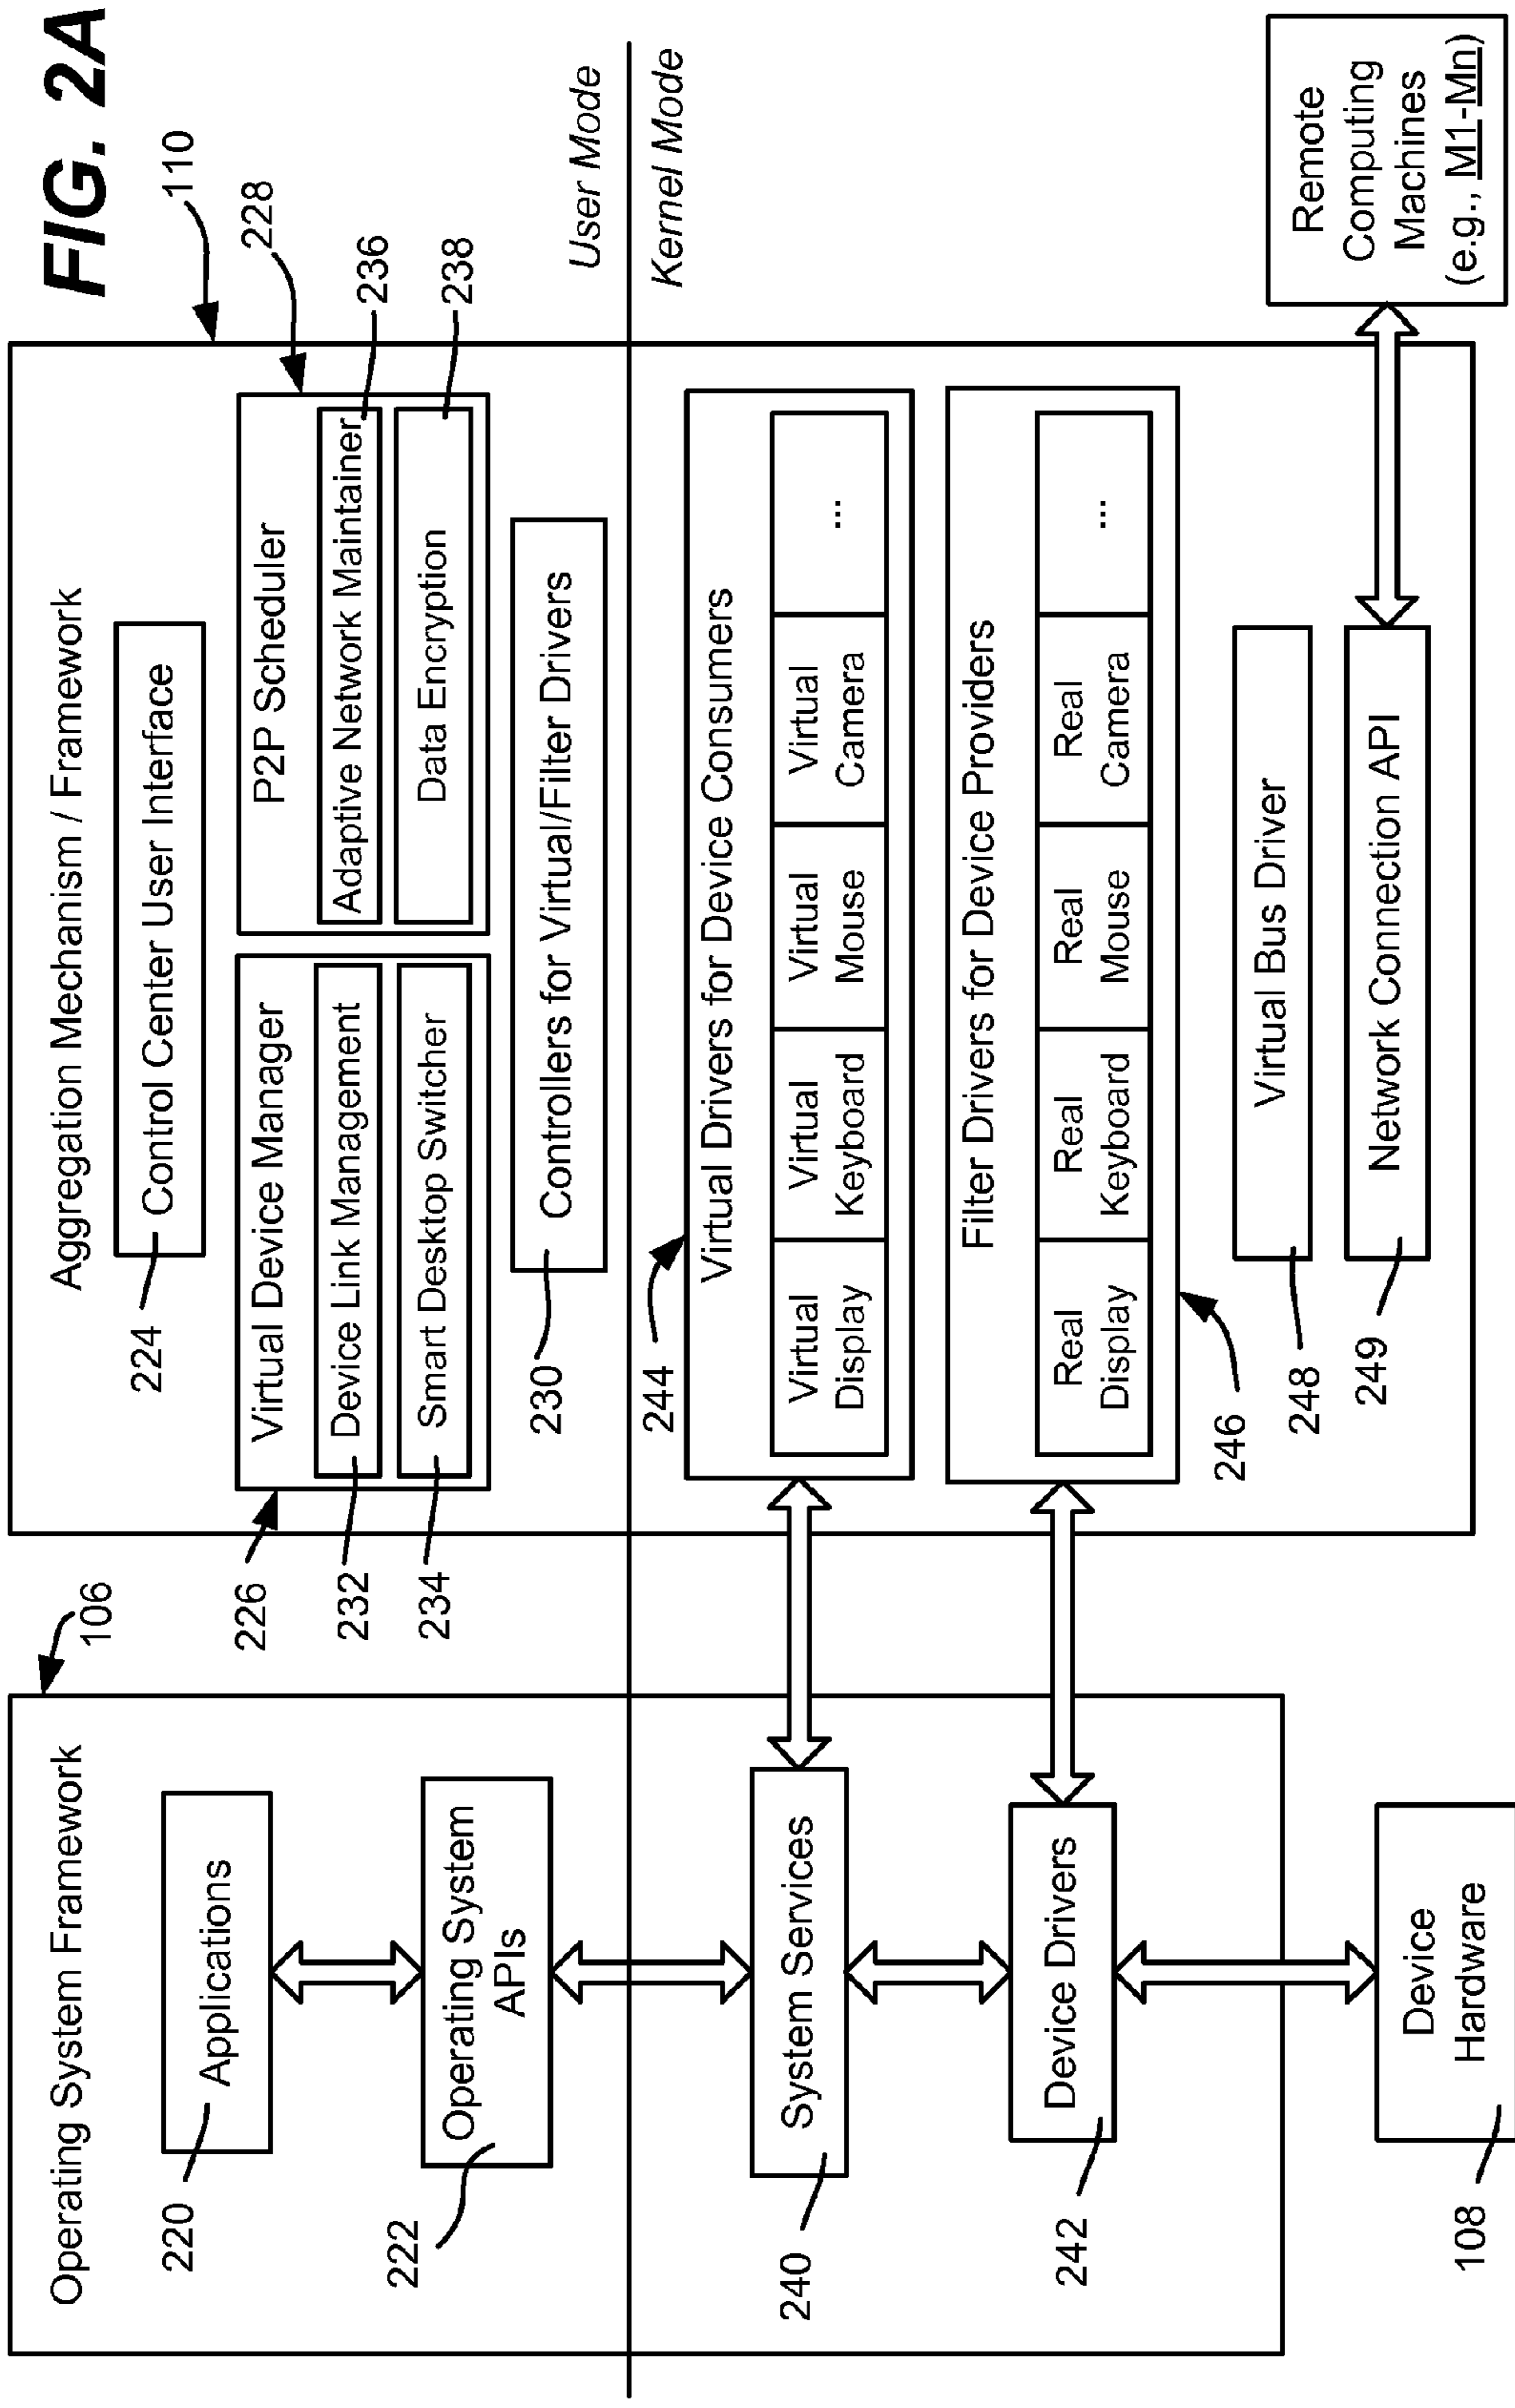 FIG. 2A
Operating System Framework
106
220
Applications
222
Operating System
APIs
Aggregation Mechanism / Framework
110
224
Control Center User Interface
226
Virtual Device Manager
232
Device Link Management
234
Smart Desktop Switcher
228
P2P Scheduler
236
Adaptive Network Maintainer
238
Data Encryption
230
Controllers for Virtual/Filter Drivers
User Mode
Kernel Mode
240
System Services
242
Device Drivers
108
Device
Hardware
244
Virtual Drivers for Device Consumers
Virtual
Display
Virtual
Keyboard
Virtual
Mouse
Virtual
Camera
...
Filter Drivers for Device Providers
Real
Display
Real
Keyboard
Real
Mouse
Real
Camera
...
246
248
Virtual Bus Driver
249
Network Connection API
Remote
Computing
Machines
(e.g., M1-Mn)